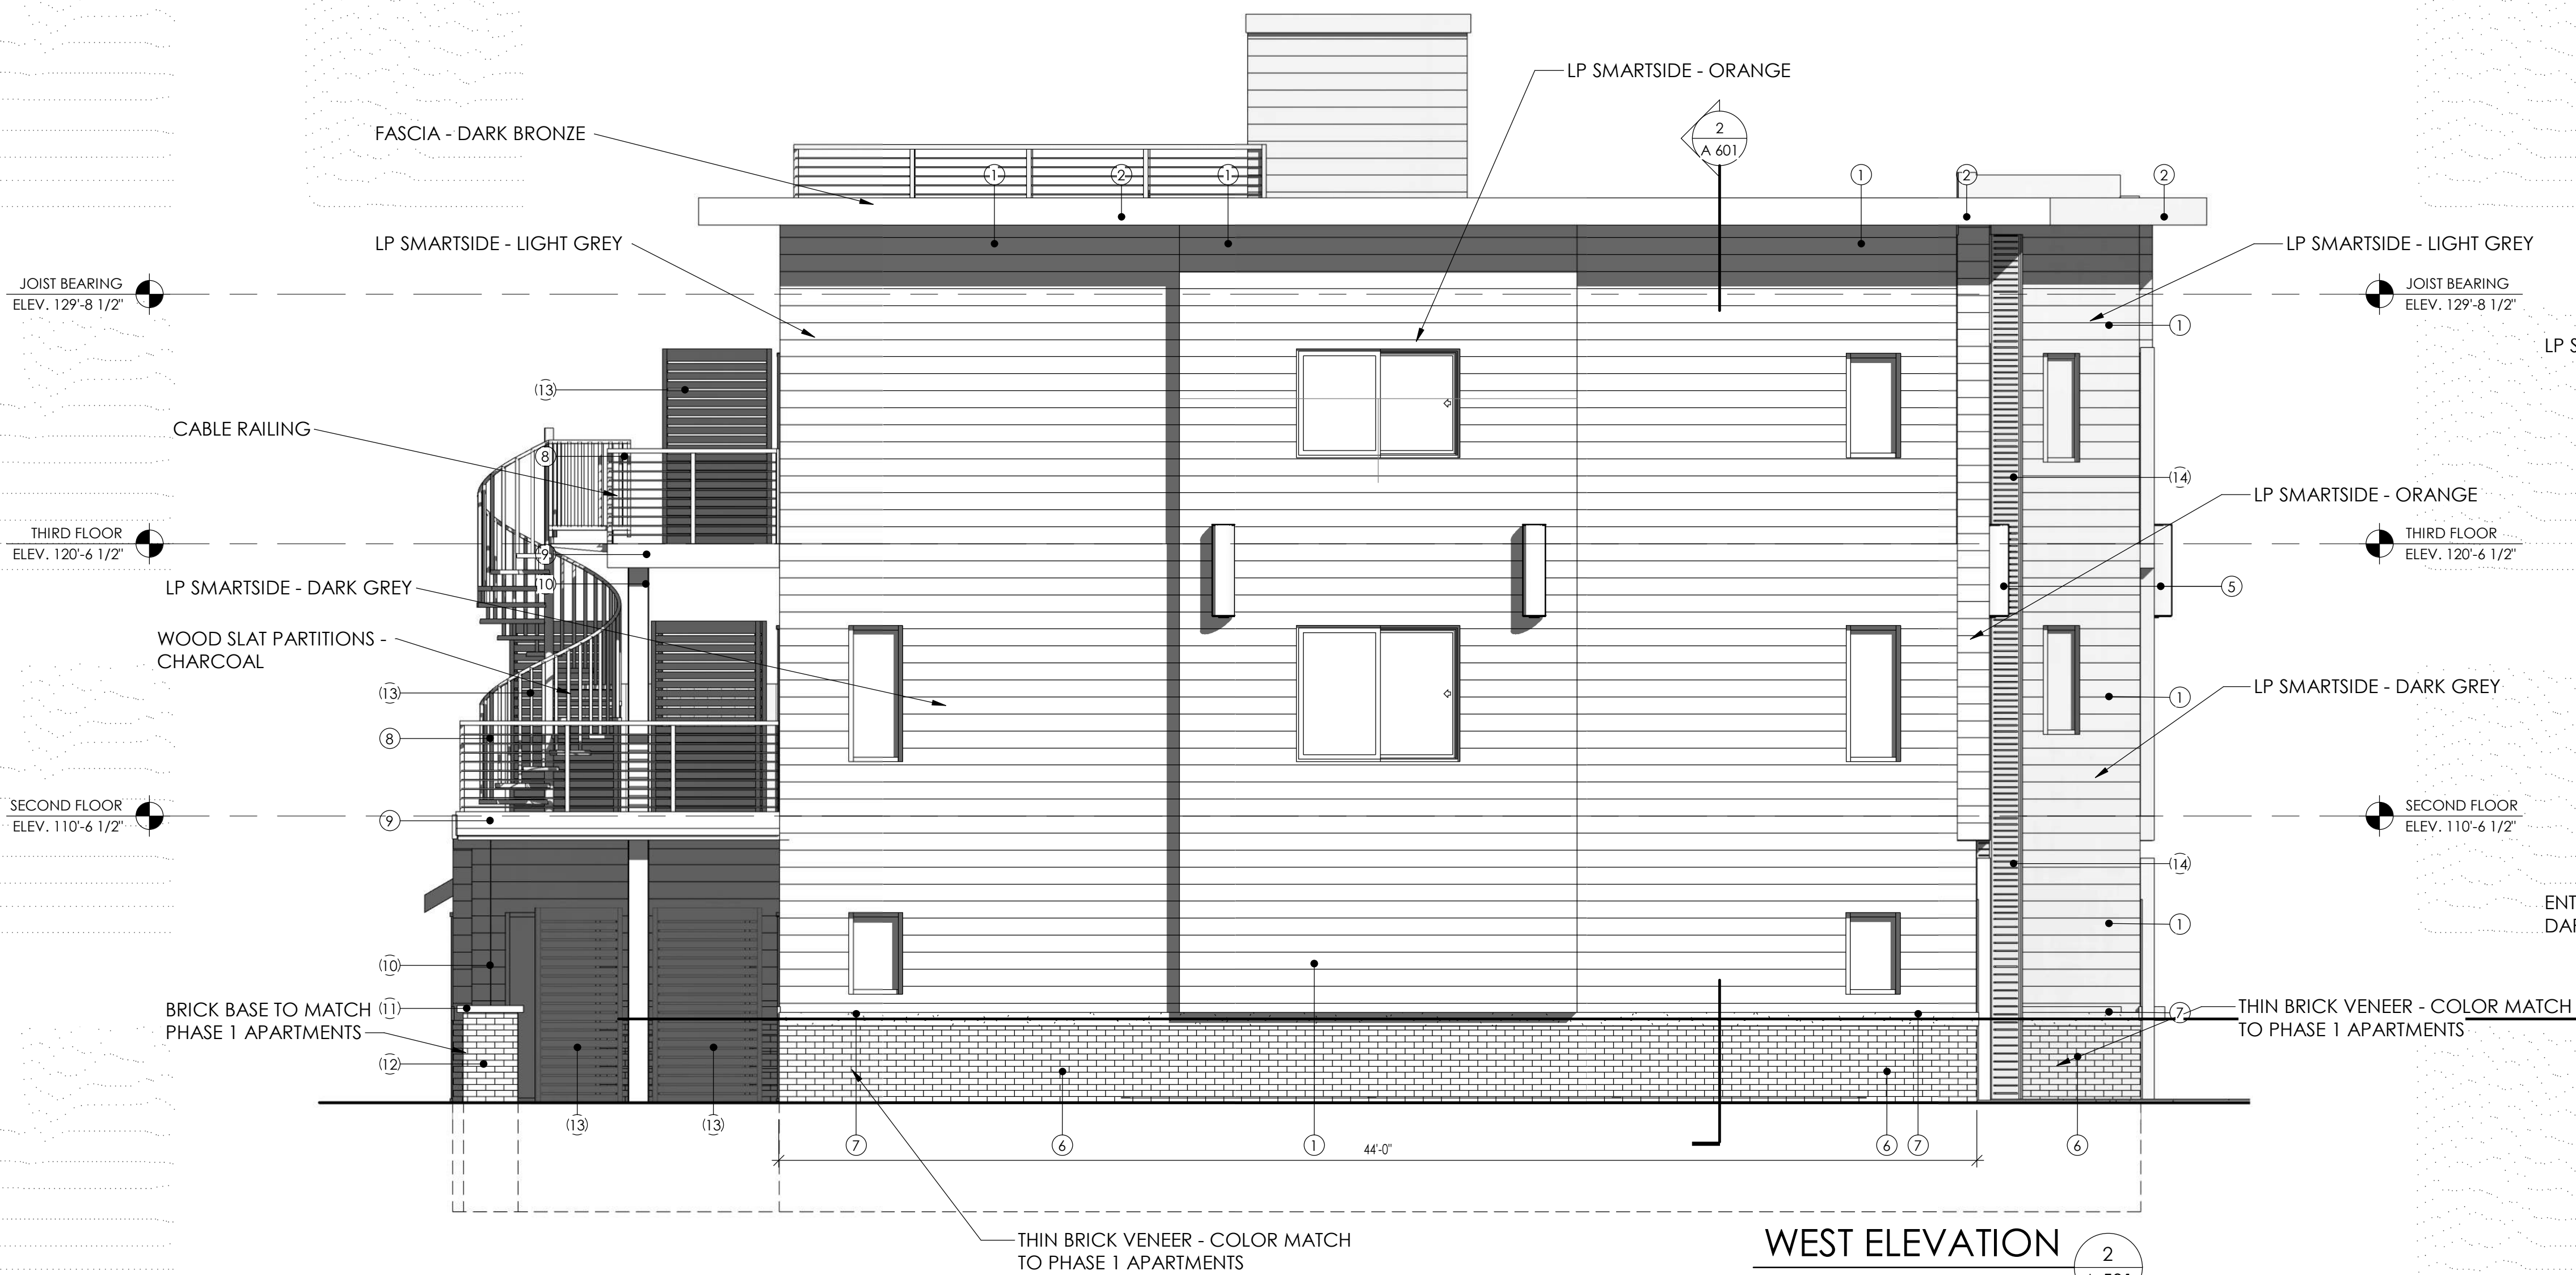 LP SMARTSIDE - ORANGE
FASCIA - DARK BRONZE
2
A 601
1
2
1
1
2
2
LP SMARTSIDE - LIGHT GREY
LP SMARTSIDE - LIGHT GREY
JOIST BEARING
ELEV. 129'-8 1/2"
JOIST BEARING
ELEV. 129'-8 1/2"
1
LP S
13
CABLE RAILING
8
14
LP SMARTSIDE - ORANGE
THIRD FLOOR
ELEV. 120'-6 1/2"
THIRD FLOOR
ELEV. 120'-6 1/2"
9
10
5
LP SMARTSIDE - DARK GREY
WOOD SLAT PARTITIONS -
CHARCOAL
13
1
LP SMARTSIDE - DARK GREY
8
SECOND FLOOR
ELEV. 110'-6 1/2"
9
SECOND FLOOR
ELEV. 110'-6 1/2"
14
ENT
DAR
1
10
BRICK BASE TO MATCH
PHASE 1 APARTMENTS
11
7
THIN BRICK VENEER - COLOR MATCH
TO PHASE 1 APARTMENTS
12
13
13
7
6
1
44'-0"
6
7
6
THIN BRICK VENEER - COLOR MATCH
TO PHASE 1 APARTMENTS
WEST ELEVATION
2